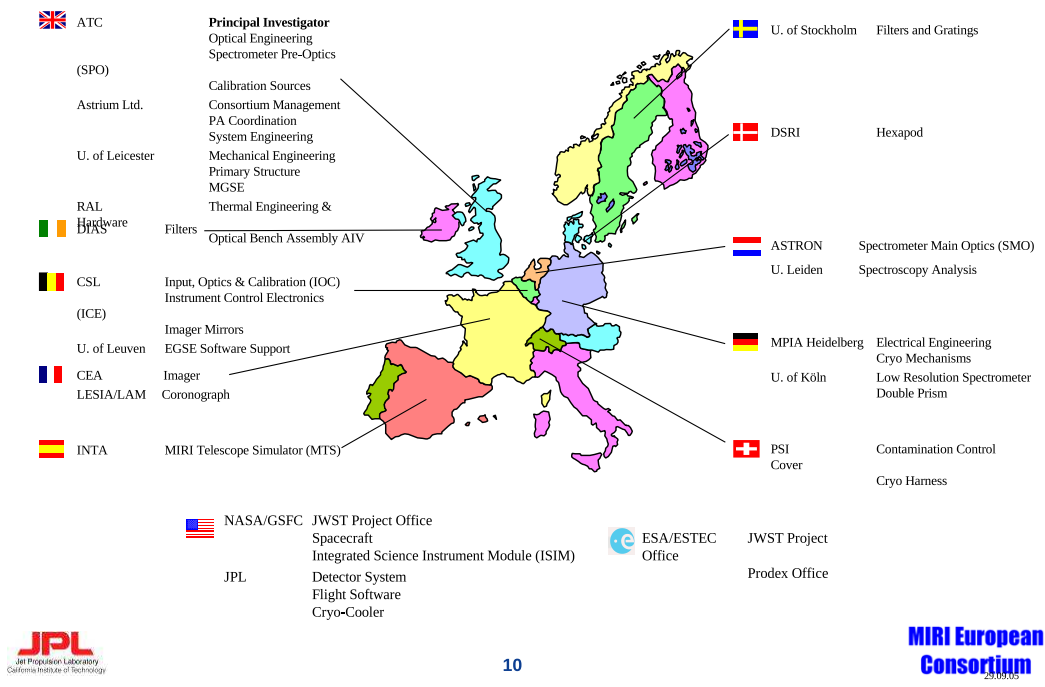 ATC Principal Investigator
Optical Engineering
Spectrometer Pre-Optics
(SPO)
Calibration Sources
Astrium Ltd. Consortium Management
PA Coordination
System Engineering
U. of Leicester Mechanical Engineering
Primary Structure
MGSE
RAL Thermal Engineering &
Hardware
Optical Bench Assembly AIV
DIAS Filters
CSL Input, Optics & Calibration (IOC)
Instrument Control Electronics
(ICE)
Imager Mirrors
U. of Leuven EGSE Software Support
CEA Imager
LESIA/LAM Coronograph
INTA MIRI Telescope Simulator (MTS)
U. of Stockholm Filters and Gratings
DSRI Hexapod
ASTRON Spectrometer Main Optics (SMO)
U. Leiden Spectroscopy Analysis
MPIA Heidelberg Electrical Engineering
Cryo Mechanisms
U. of Köln Low Resolution Spectrometer
Double Prism
PSI Contamination Control
Cover
Cryo Harness
NASA/GSFC JWST Project Office
Spacecraft
Integrated Science Instrument Module (ISIM)
JPL Detector System
Flight Software
Cryo-Cooler
esa
ESA/ESTEC JWST Project
Office
Prodex Office
JPL
Jet Propulsion Laboratory
California Institute of Technology
10
MIRI European
Consortium
29.09.05